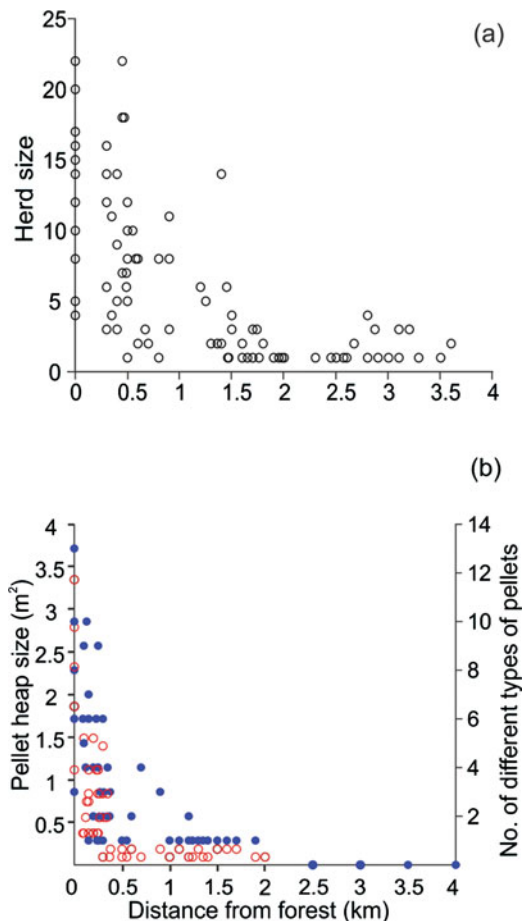 (a)
Herd size
25
20
15
10
5
0
0 0.5 1 1.5 2 2.5 3 3.5 4
(b)
Pellet heap size (m²)
4
3.5
3
2.5
2
1.5
1
0.5
No. of different types of pellets
14
12
10
8
6
4
2
0 0.5 1 1.5 2 2.5 3 3.5 4
Distance from forest (km)